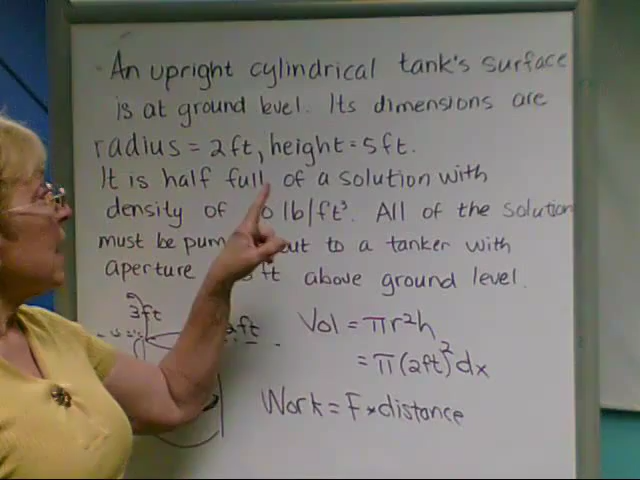 An upright cylindrical tank's surface
is at ground level. Its dimensions are
radius = 2ft, height = 5ft.
It is half full of a solution with
density of lb/ft³. All of the solution
must be out to a tanker with
aperture ft above ground level.
3ft
2ft
Vol = πr²h
= π(2ft)²dx
Work = F * distance